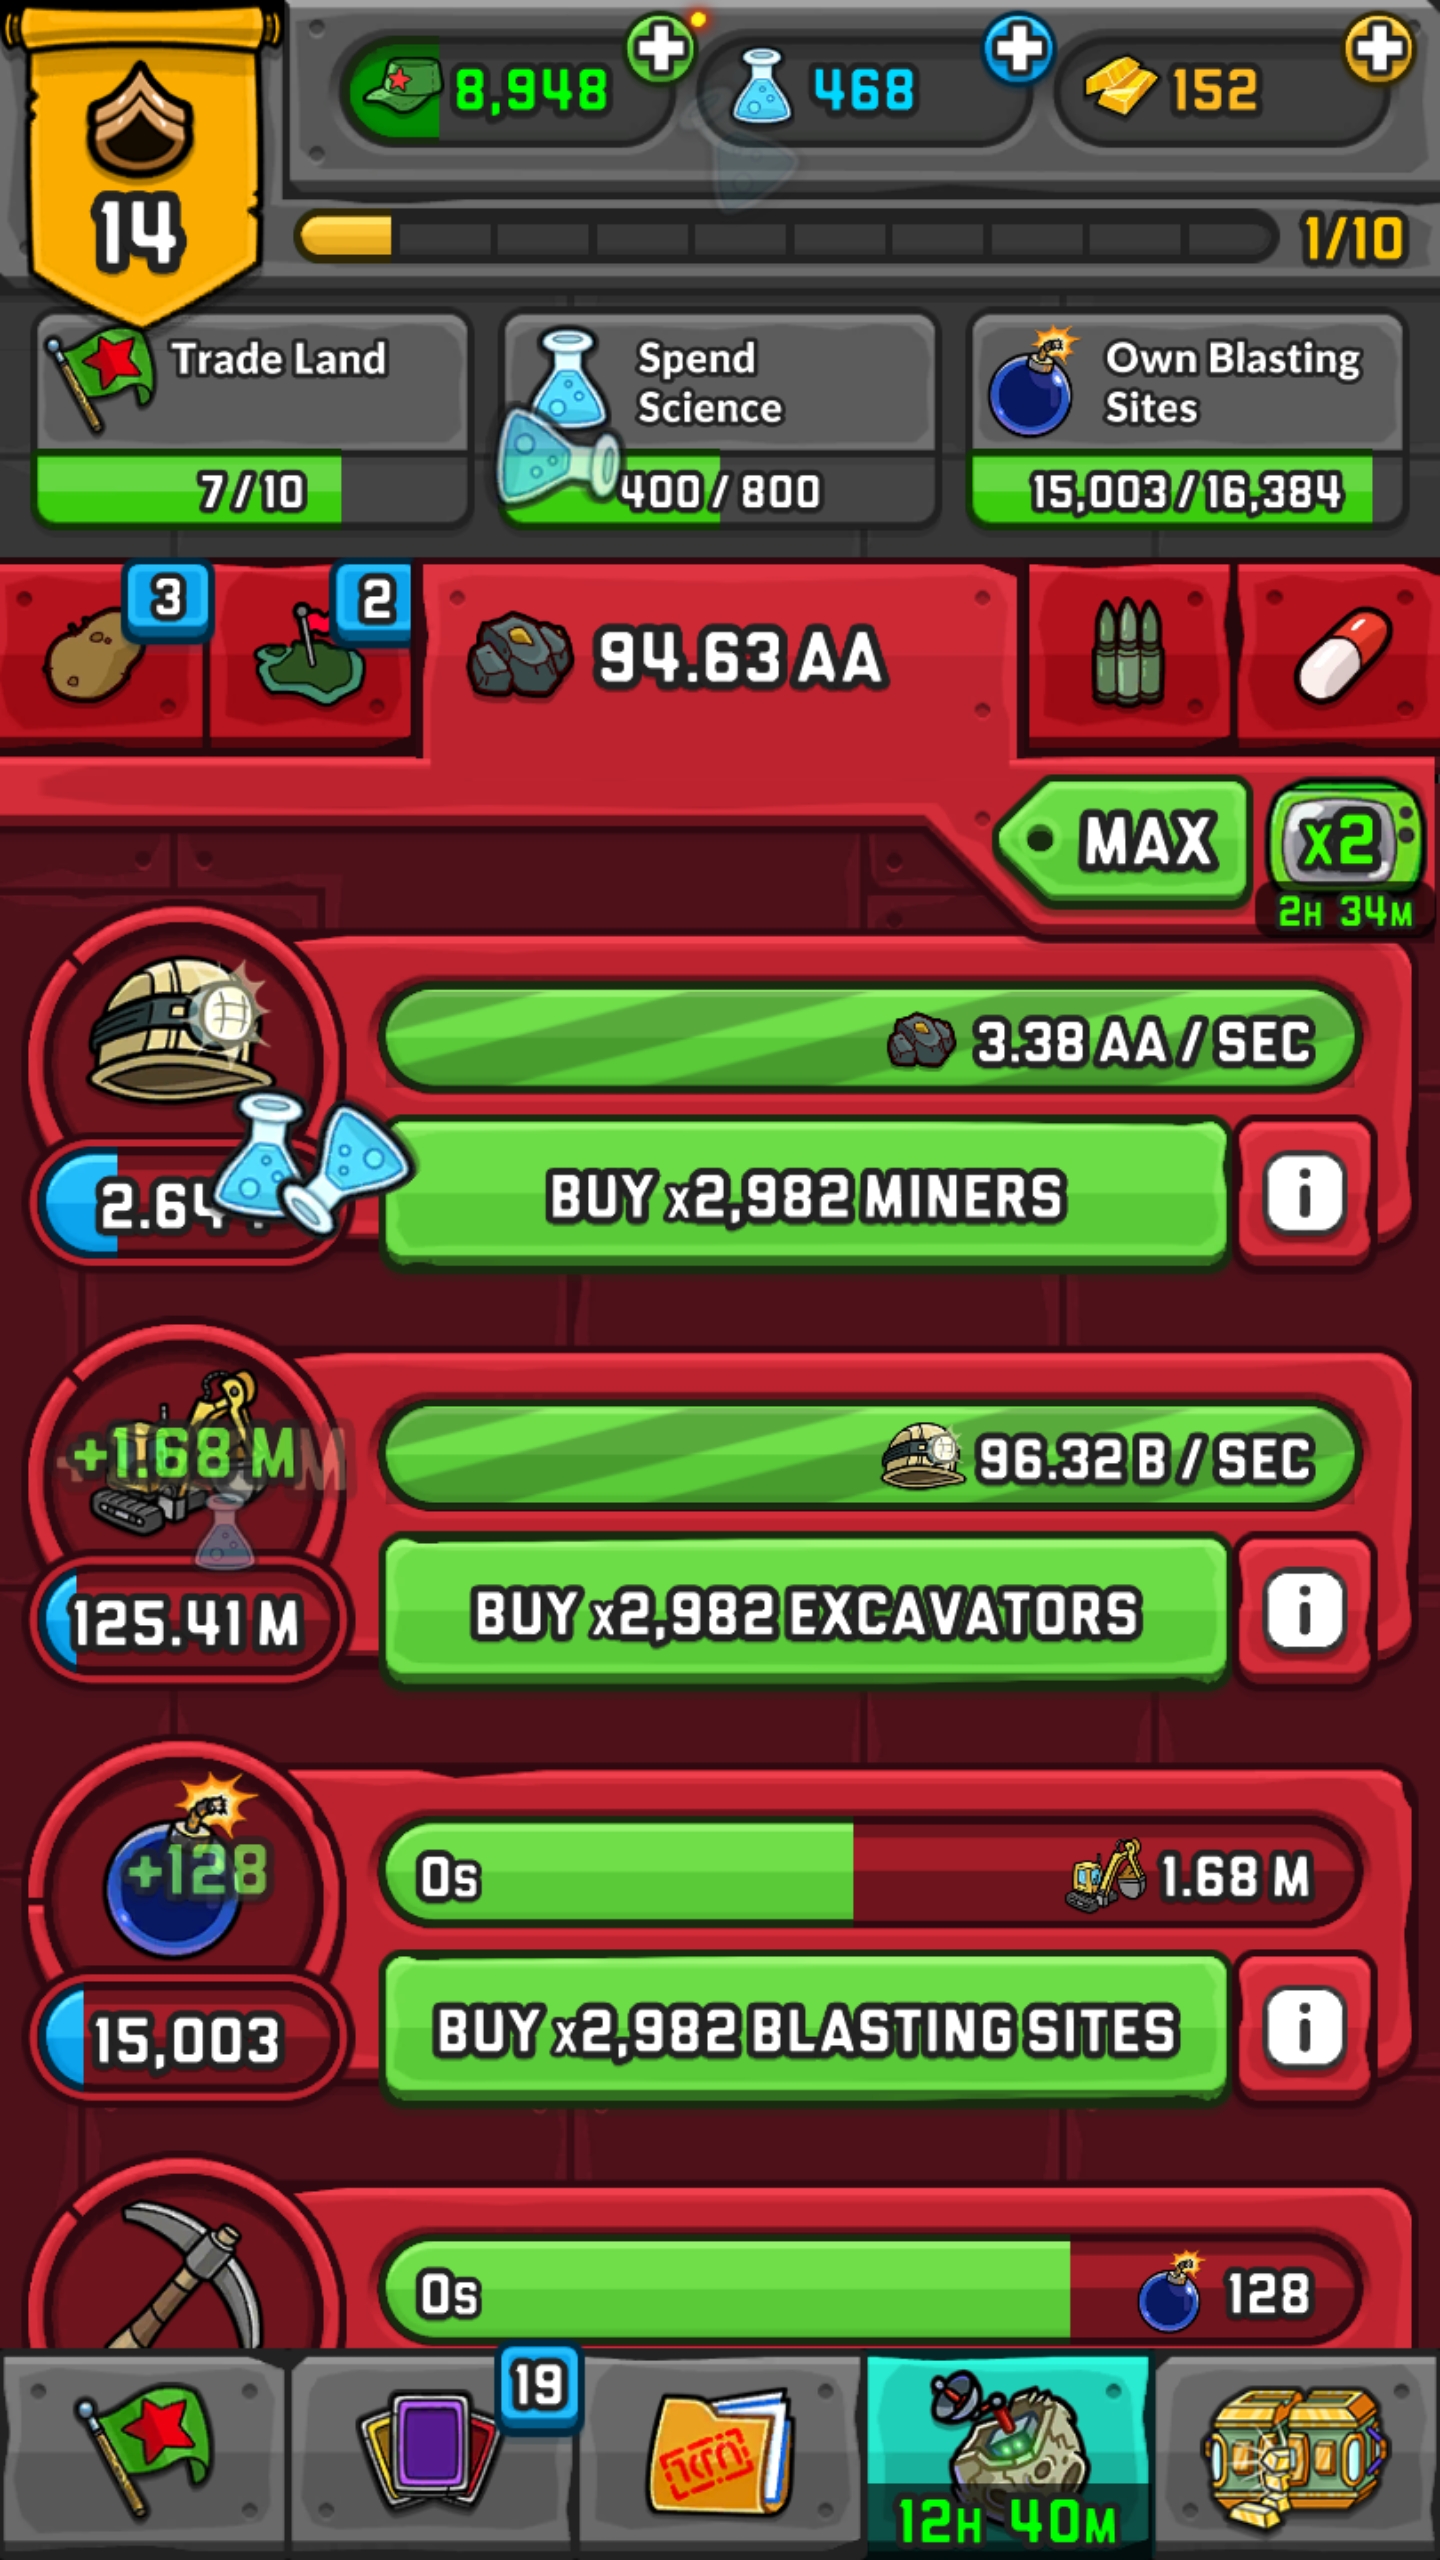 8,948
468
152
14
1/10
Trade Land
7/10
Spend
Science
400/800
Own Blasting
Sites
15,003/16,384
3
2
94.63 AA
MAX
x2
2H 34M
3.38 AA/SEC
2.64
BUY x2,982 MINERS
+1.68 M
96.32 B/SEC
125.41 M
BUY x2,982 EXCAVATORS
+128
0s
1.68 M
15,003
BUY x2,982 BLASTING SITES
0s
128
19
12H 40M